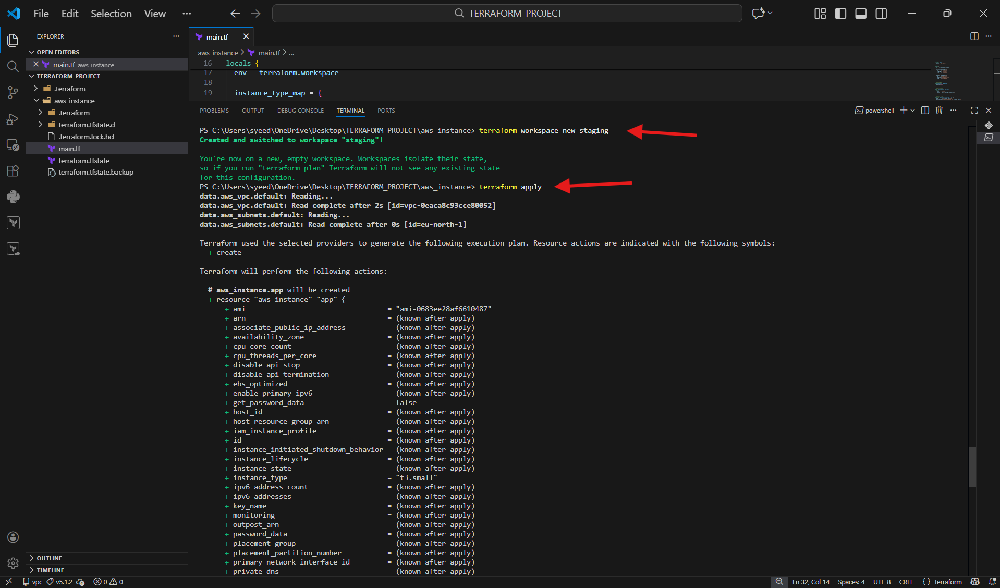 File Edit Selection View
TERRAFORM_PROJECT
EXPLORER
OPEN EDITORS
main.tf aws_instance
TERRAFORM_PROJECT
.terraform
aws_instance
.terraform
terraform.tfstate.d
.terraform.lock.hcl
main.tf
terraform.tfstate
terraform.tfstate.backup
OUTLINE
TIMELINE
main.tf
aws_instance > main.tf > ...
16 locals {
17 env = terraform.workspace
18
19 instance_type_map = {
PROBLEMS OUTPUT DEBUG CONSOLE TERMINAL PORTS
powershell
PS C:\Users\syeed\OneDrive\Desktop\TERRAFORM_PROJECT\aws_instance> terraform workspace new staging
Created and switched to workspace "staging"!
You're now on a new, empty workspace. Workspaces isolate their state,
so if you run "terraform plan" Terraform will not see any existing state
for this configuration.
PS C:\Users\syeed\OneDrive\Desktop\TERRAFORM_PROJECT\aws_instance> terraform apply
data.aws_vpc.default: Reading...
data.aws_vpc.default: Read complete after 2s [id=vpc-0eaca8c93cce80052]
data.aws_subnets.default: Reading...
data.aws_subnets.default: Read complete after 0s [id=eu-north-1]
Terraform used the selected providers to generate the following execution plan. Resource actions are indicated with the following symbols:
+ create
Terraform will perform the following actions:
# aws_instance.app will be created
+ resource "aws_instance" "app" {
+ ami = "ami-0683ee28af6610487"
+ arn = (known after apply)
+ associate_public_ip_address = (known after apply)
+ availability_zone = (known after apply)
+ cpu_core_count = (known after apply)
+ cpu_threads_per_core = (known after apply)
+ disable_api_stop = (known after apply)
+ disable_api_termination = (known after apply)
+ ebs_optimized = (known after apply)
+ enable_primary_ipv6 = (known after apply)
+ get_password_data = false
+ host_id = (known after apply)
+ host_resource_group_arn = (known after apply)
+ iam_instance_profile = (known after apply)
+ id = (known after apply)
+ instance_initiated_shutdown_behavior = (known after apply)
+ instance_lifecycle = (known after apply)
+ instance_state = (known after apply)
+ instance_type = "t3.small"
+ ipv6_address_count = (known after apply)
+ ipv6_addresses = (known after apply)
+ key_name = (known after apply)
+ monitoring = (known after apply)
+ outpost_arn = (known after apply)
+ password_data = (known after apply)
+ placement_group = (known after apply)
+ placement_partition_number = (known after apply)
+ primary_network_interface_id = (known after apply)
+ private_dns = (known after apply)
vpc v5.1.2 0 0 Ln 32, Col 14 Spaces: 4 UTF-8 CRLF {} Terraform